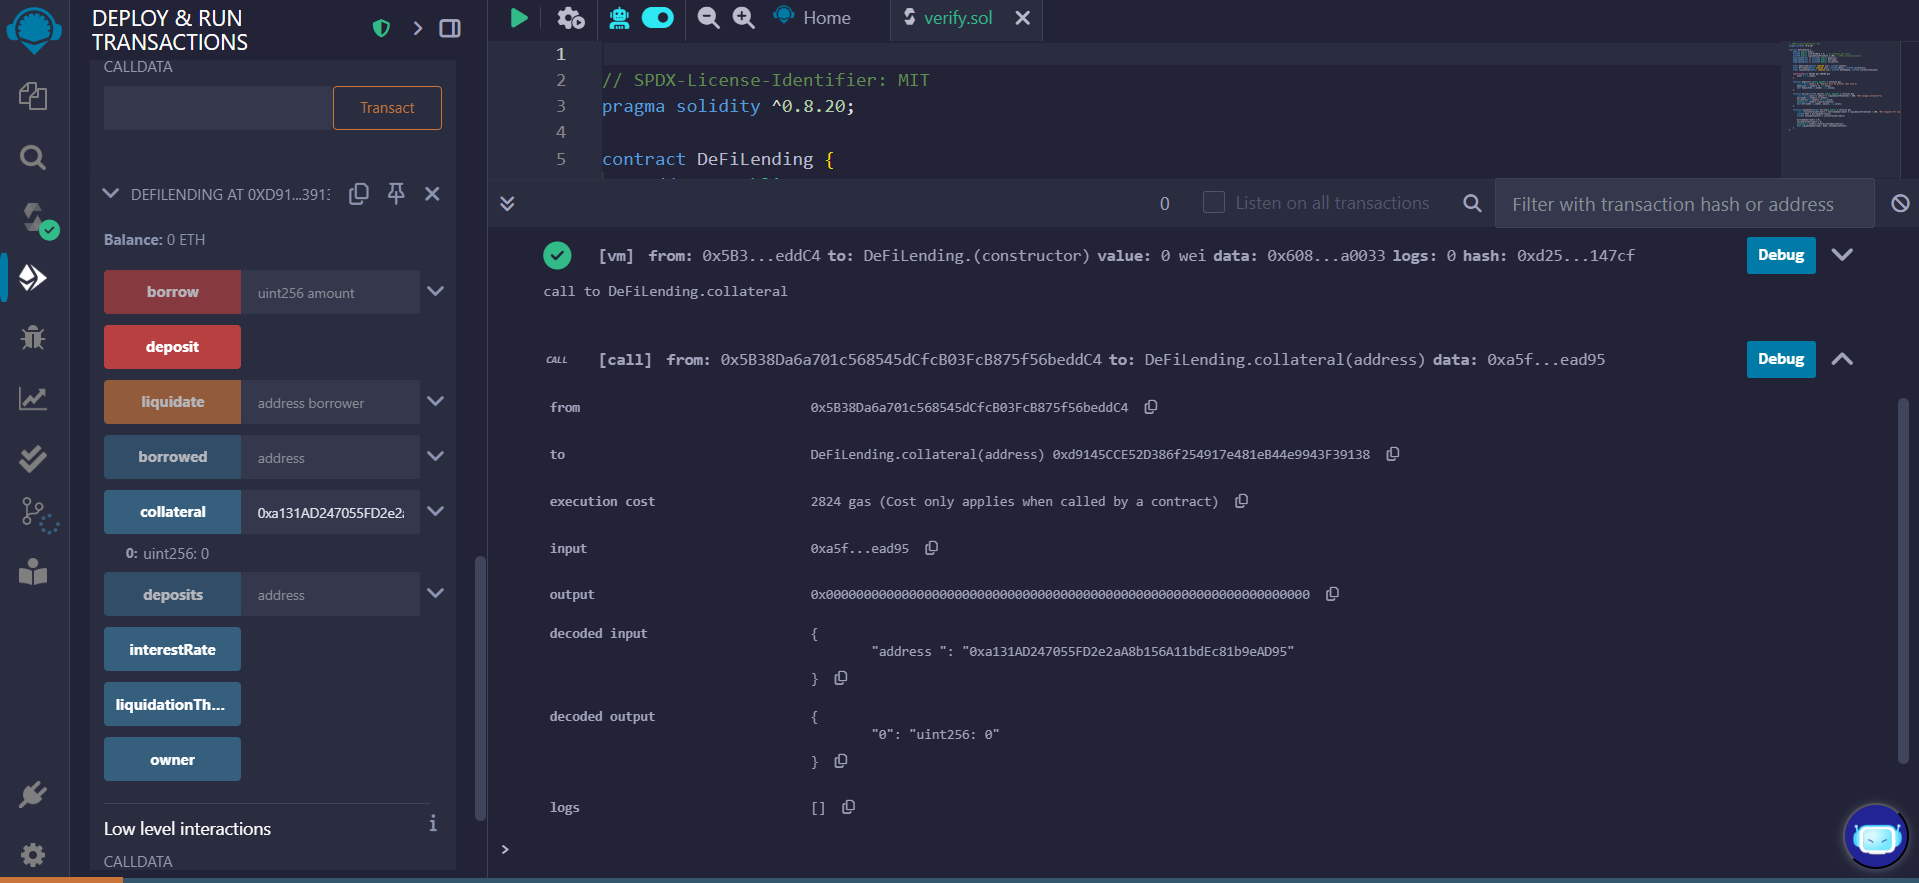 DEPLOY & RUN
TRANSACTIONS
CALLDATA
Transact
DEFILENDING AT 0XD91...3913
Balance: 0 ETH
borrow
uint256 amount
deposit
liquidate
address borrower
borrowed
address
collateral
0xa131AD247055FD2e2a
0: uint256: 0
deposits
address
interestRate
liquidationTh...
owner
Low level interactions
i
CALLDATA
Home
verify.sol
1
2 // SPDX-License-Identifier: MIT
3 pragma solidity ^0.8.20;
4
5 contract DeFiLending {
0
Listen on all transactions
Filter with transaction hash or address
[vm] from: 0x5B3...eddC4 to: DeFiLending.(constructor) value: 0 wei data: 0x608...a0033 logs: 0 hash: 0xd25...147cf
Debug
call to DeFiLending.collateral
CALL [call] from: 0x5B38Da6a701c568545dCfcB03FcB875f56beddC4 to: DeFiLending.collateral(address) data: 0xa5f...ead95
Debug
from 0x5B38Da6a701c568545dCfcB03FcB875f56beddC4
to DeFiLending.collateral(address) 0xd9145CCE52D386f254917e481eB44e9943F39138
execution cost 2824 gas (Cost only applies when called by a contract)
input 0xa5f...ead95
output 0x0000000000000000000000000000000000000000000000000000000000000000
decoded input {
"address ": "0xa131AD247055FD2e2aA8b156A11bdEc81b9eAD95"
}
decoded output {
"0": "uint256: 0"
}
logs []
>